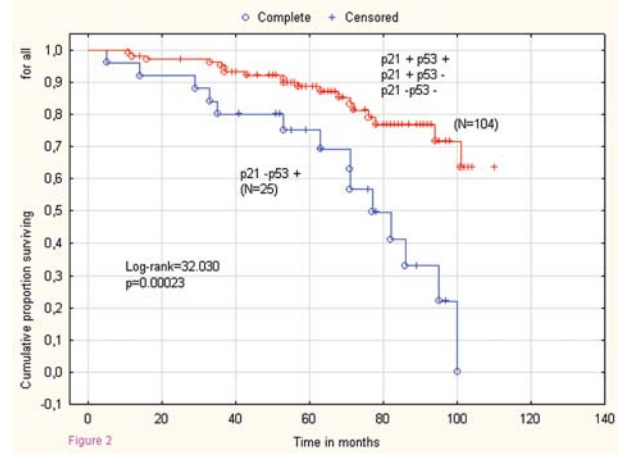 Complete + Censored
for all
Cumulative proportion surviving
1,0
0,9
0,8
0,7
0,6
0,5
0,4
0,3
0,2
0,1
0,0
-0,1
p21 + p53 +
p21 + p53 -
p21 -p53 -
(N=104)
p21 -p53 +
(N=25)
Log-rank=32.030
p=0.00023
0 20 40 60 80 100 120 140
Figure 2
Time in months